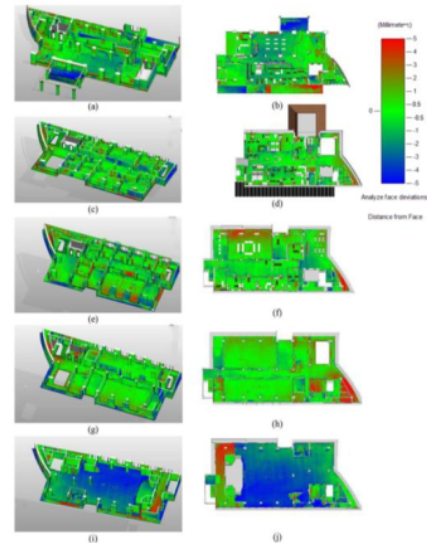 (Millimeters)
5
4
3
2
1
0.5
0
-0.5
-1
-2
-3
-4
-5
Analyze face deviations
Distance from Face
(a)
(b)
(c)
(d)
(e)
(f)
(g)
(h)
(i)
(j)